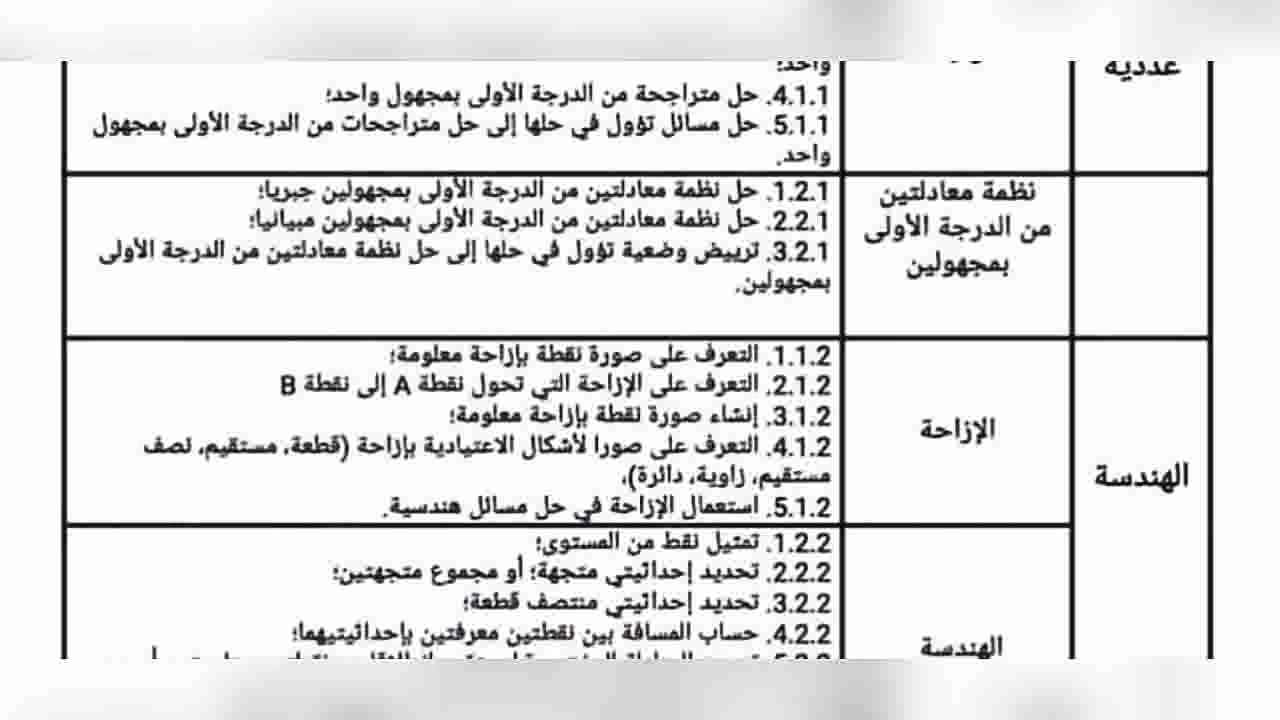 عددية
واحد؛
4.1.1. حل متراجحة من الدرجة الأولى بمجهول واحد؛
5.1.1. حل مسائل تؤول في حلها إلى حل متراجحات من الدرجة الأولى بمجهول
واحد.
نظمة معادلتين
من الدرجة الأولى
بمجهولين
1.2.1. حل نظمة معادلتين من الدرجة الأولى بمجهولين جبريا؛
2.2.1. حل نظمة معادلتين من الدرجة الأولى بمجهولين مبيانيا؛
3.2.1. ترييض وضعية تؤول في حلها إلى حل نظمة معادلتين من الدرجة الأولى
بمجهولين.
الهندسة
الإزاحة
1.1.2. التعرف على صورة نقطة بإزاحة معلومة؛
2.1.2. التعرف على الإزاحة التي تحول نقطة A إلى نقطة B
3.1.2. إنشاء صورة نقطة بإزاحة معلومة؛
4.1.2. التعرف على صورا لأشكال الاعتيادية بإزاحة (قطعة، مستقيم، نصف
مستقيم، زاوية، دائرة)،
5.1.2. استعمال الإزاحة في حل مسائل هندسية.
الهندسة
1.2.2. تمثيل نقط من المستوى؛
2.2.2. تحديد إحداثيتي متجهة؛ أو مجموع متجهتين؛
3.2.2. تحديد إحداثيتي منتصف قطعة؛
4.2.2. حساب المسافة بين نقطتين معرفتين بإحداثيتيهما؛